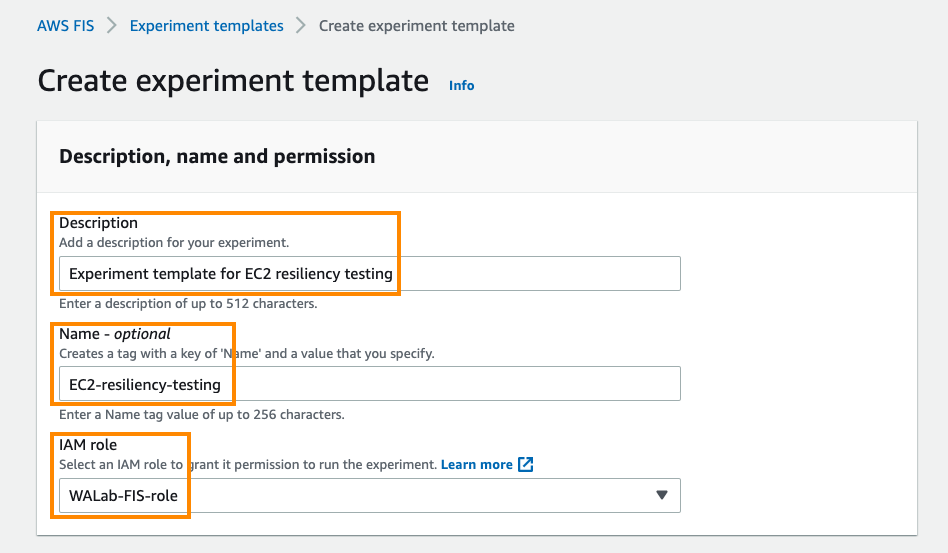 AWS FIS > Experiment templates > Create experiment template
Create experiment template Info
Description, name and permission
Description
Add a description for your experiment.
Experiment template for EC2 resiliency testing
Enter a description of up to 512 characters.
Name - optional
Creates a tag with a key of 'Name' and a value that you specify.
EC2-resiliency-testing
Enter a Name tag value of up to 256 characters.
IAM role
Select an IAM role to grant it permission to run the experiment. Learn more
WALab-FIS-role